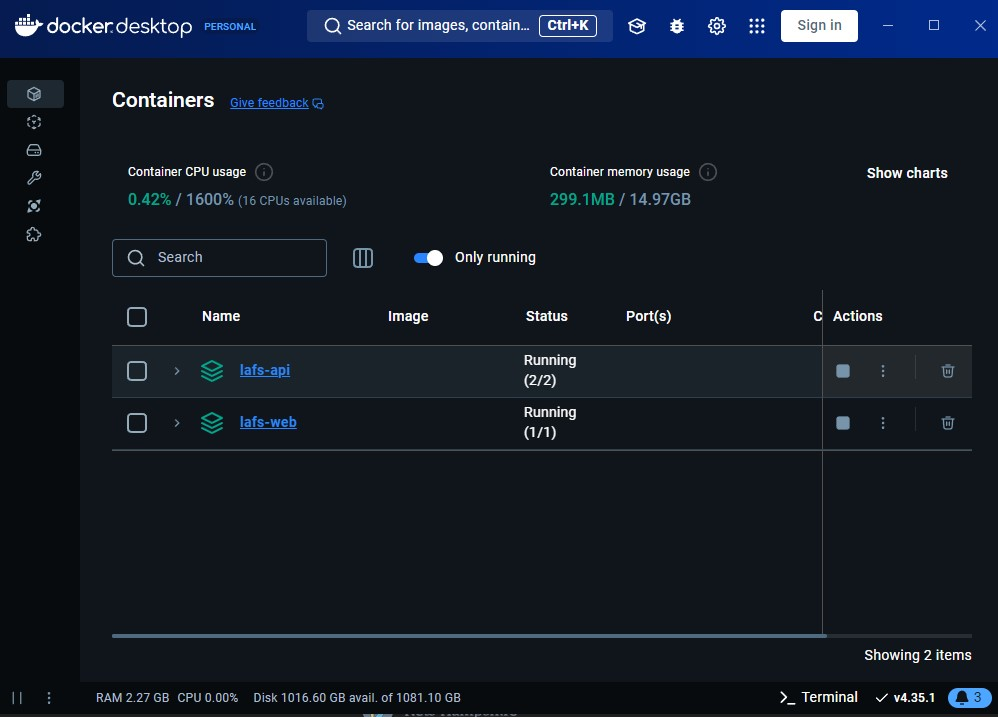 docker.desktop PERSONAL
Search for images, contain... Ctrl+K
Sign in
Containers Give feedback
Container CPU usage
0.42% / 1600% (16 CPUs available)
Container memory usage
299.1MB / 14.97GB
Show charts
Search
Only running
Name Image Status Port(s) C Actions
lafs-api Running (2/2)
lafs-web Running (1/1)
Showing 2 items
RAM 2.27 GB CPU 0.00% Disk 1016.60 GB avail. of 1081.10 GB
Terminal v4.35.1 3